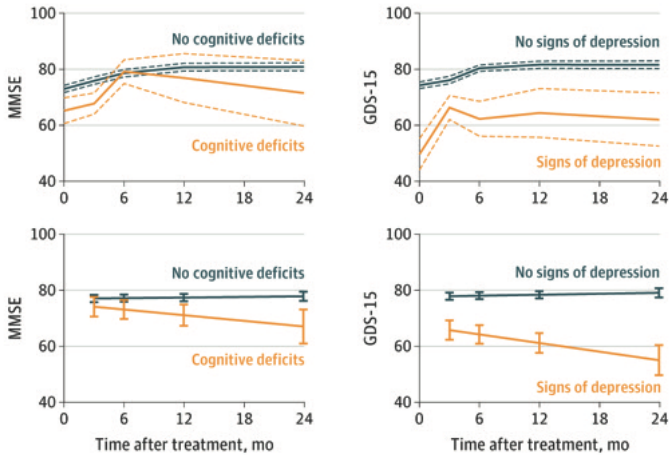 100
No cognitive deficits
80
MMSE
60
Cognitive deficits
40
0 6 12 18 24
100
No signs of depression
80
GDS-15
60
Signs of depression
40
0 6 12 18 24
100
No cognitive deficits
80
MMSE
60
Cognitive deficits
40
0 6 12 18 24
Time after treatment, mo
100
No signs of depression
80
GDS-15
60
Signs of depression
40
0 6 12 18 24
Time after treatment, mo